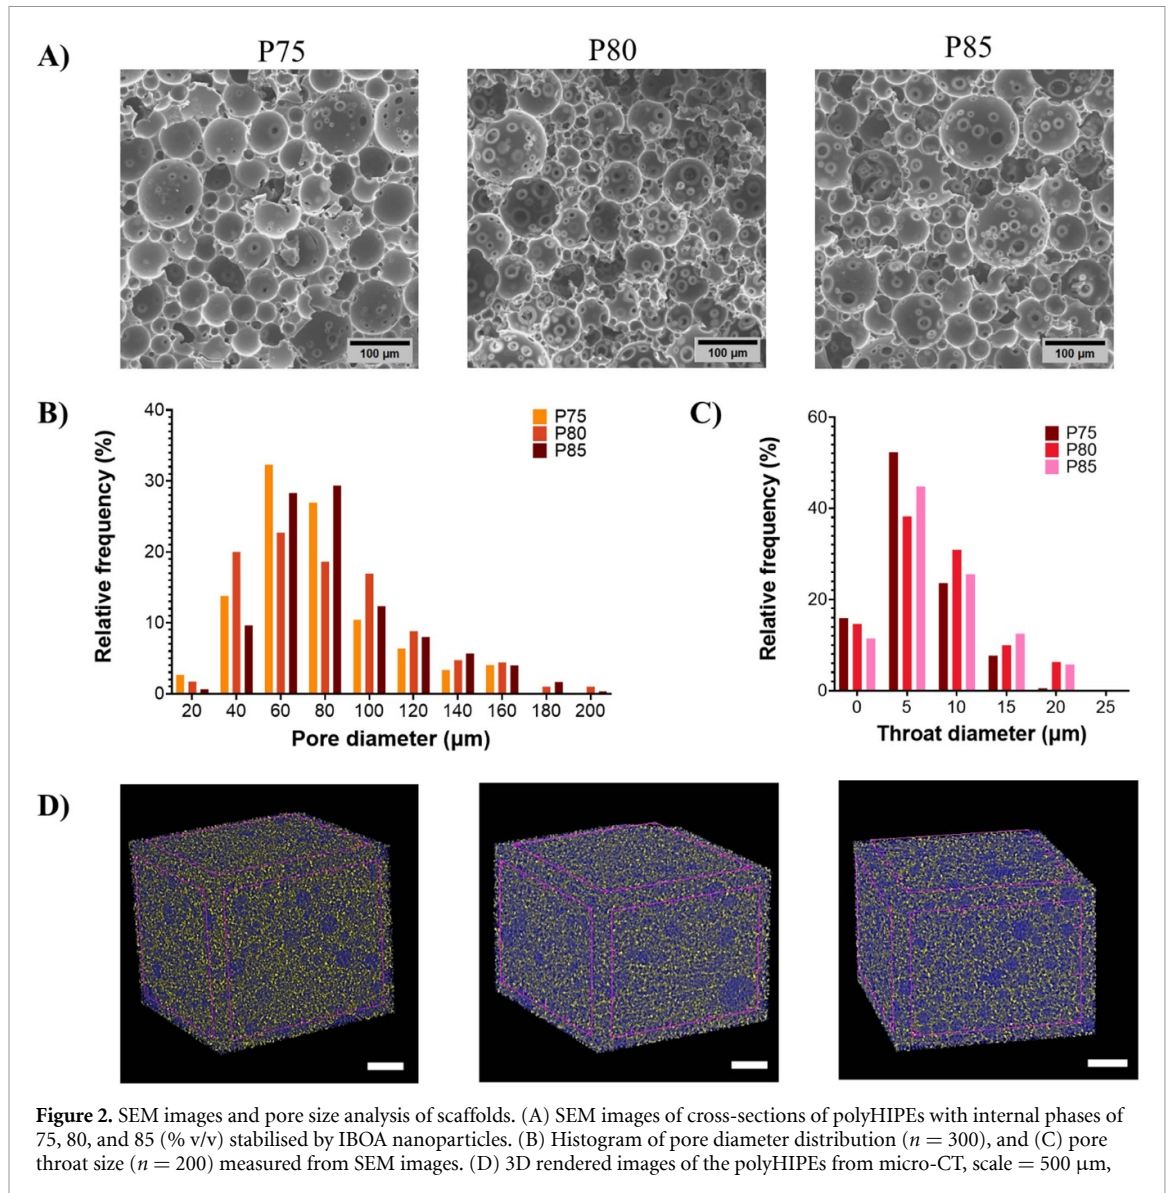 A)
P75
P80
P85
100 µm
100 µm
100 µm
B)
Relative frequency (%)
40
30
20
10
0
20 40 60 80 100 120 140 160 180 200
Pore diameter (µm)
P75
P80
P85
C)
Relative frequency (%)
60
40
20
0
0 5 10 15 20 25
Throat diameter (µm)
P75
P80
P85
D)
Figure 2. SEM images and pore size analysis of scaffolds. (A) SEM images of cross-sections of polyHIPEs with internal phases of
75, 80, and 85 (% v/v) stabilised by IBOA nanoparticles. (B) Histogram of pore diameter distribution (n = 300), and (C) pore
throat size (n = 200) measured from SEM images. (D) 3D rendered images of the polyHIPEs from micro-CT, scale = 500 µm,